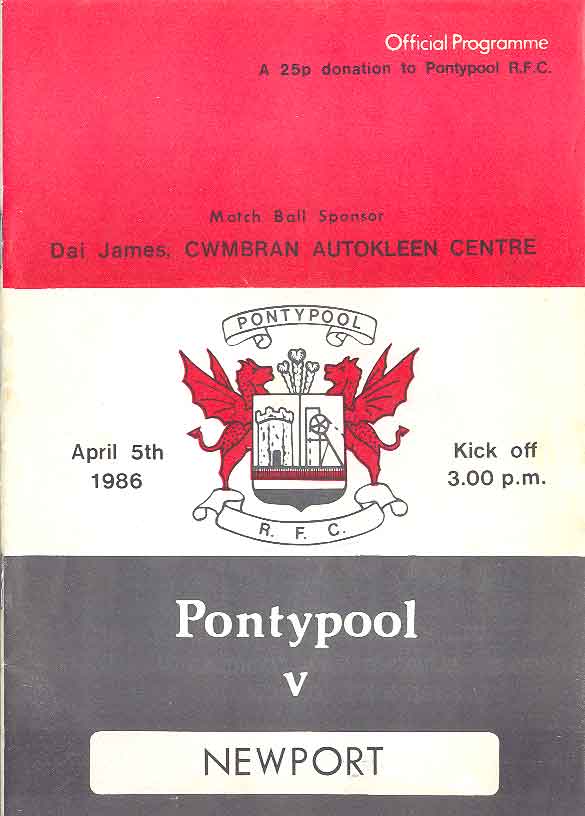 Official Programme
A 25p donation to Pontypool R.F.C.
Match Ball Sponsor
Dai James, CWMBRAN AUTOKLEEN CENTRE
PONTYPOOL
April 5th
1986
Kick off
3.00 p.m.
R. F. C.
Pontypool
v
NEWPORT